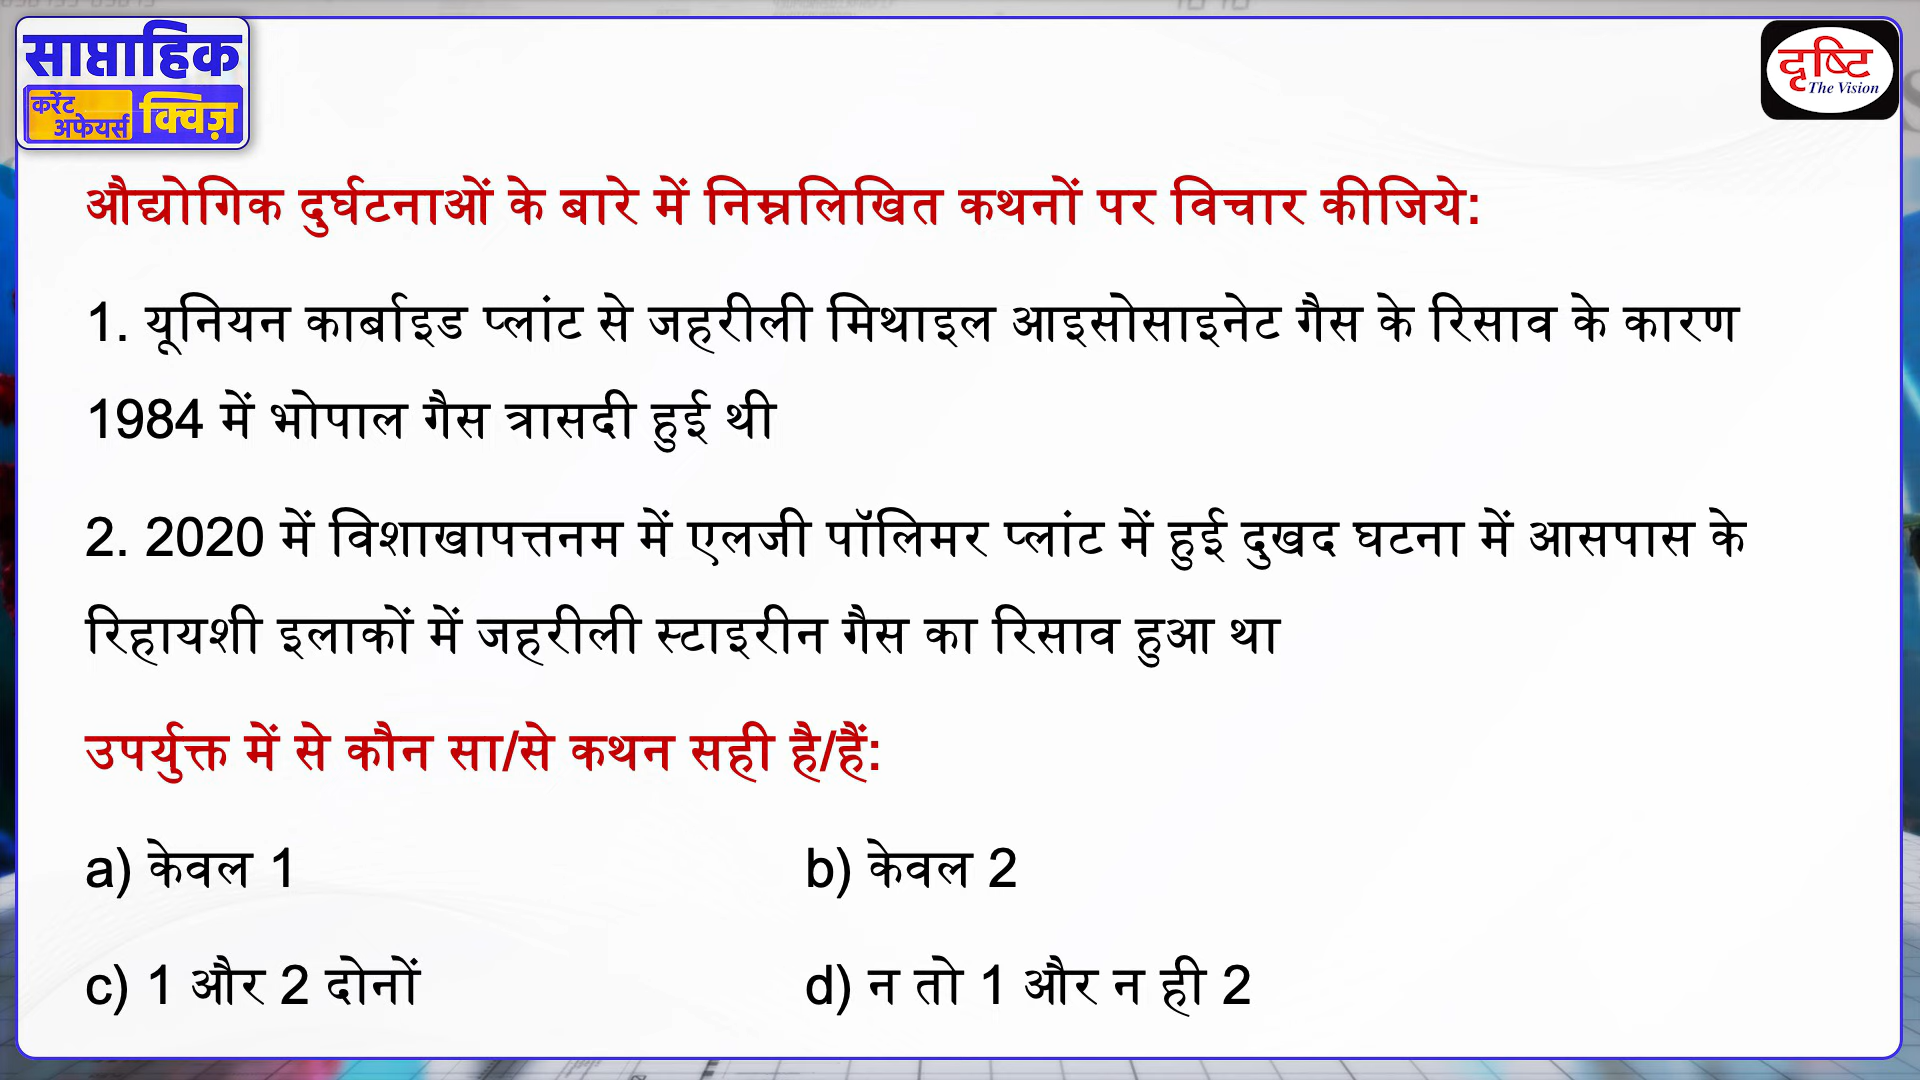 साप्ताहिक
करेंट
अफेयर्स
क्विज़
दृष्टि
The Vision
औद्योगिक दुर्घटनाओं के बारे में निम्नलिखित कथनों पर विचार कीजिये:
1. यूनियन कार्बाइड प्लांट से जहरीली मिथाइल आइसोसाइनेट गैस के रिसाव के कारण
1984 में भोपाल गैस त्रासदी हुई थी
2. 2020 में विशाखापत्तनम में एलजी पॉलिमर प्लांट में हुई दुखद घटना में आसपास के
रिहायशी इलाकों में जहरीली स्टाइरीन गैस का रिसाव हुआ था
उपर्युक्त में से कौन सा/से कथन सही है/हैं:
a) केवल 1
b) केवल 2
c) 1 और 2 दोनों
d) न तो 1 और न ही 2